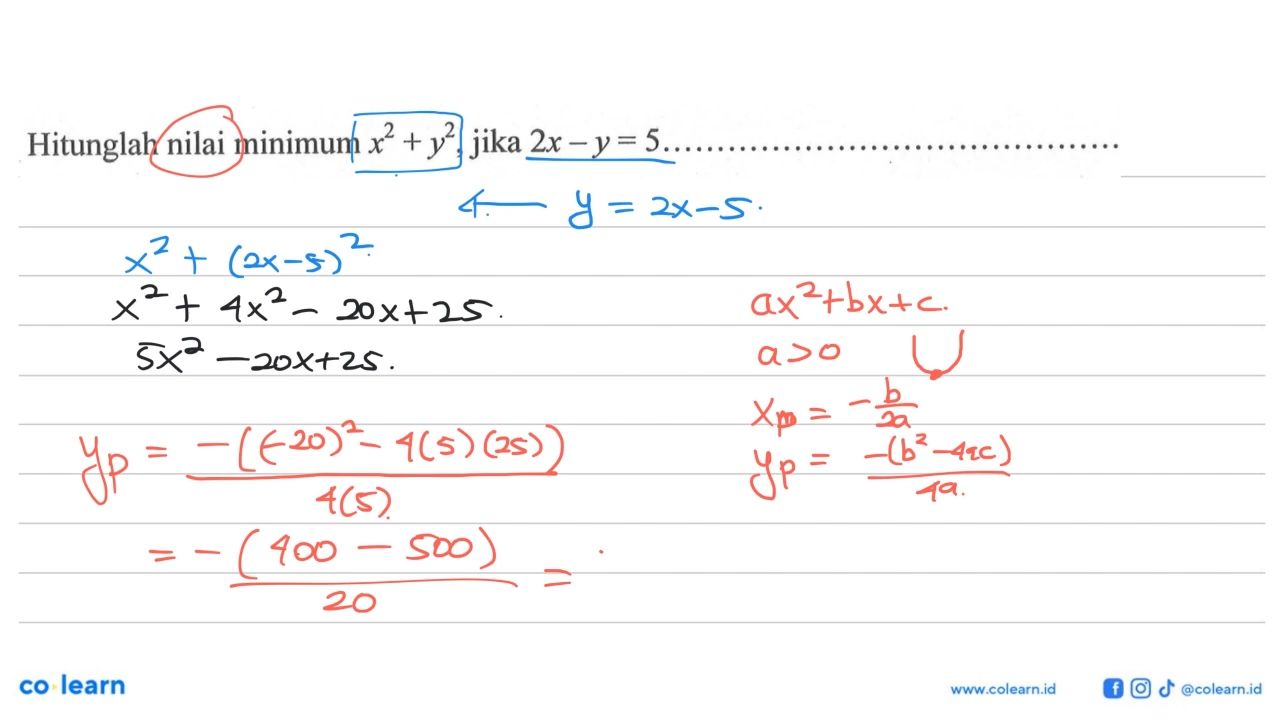 Hitunglah nilai minimum x² + y², jika 2x – y = 5...........................................
← y = 2x-5.
x² + (2x-5)²
x² + 4x² - 20x+25.
5x² - 20x+25.
ax²+bx+c.
a>0
xp = -b/2a
yp = -(b²-4ac)/4a.
yp = -((-20)² - 4(5)(25))/4(5)
= -(400 - 500)/20 =
co learn
www.colearn.id
@colearn.id